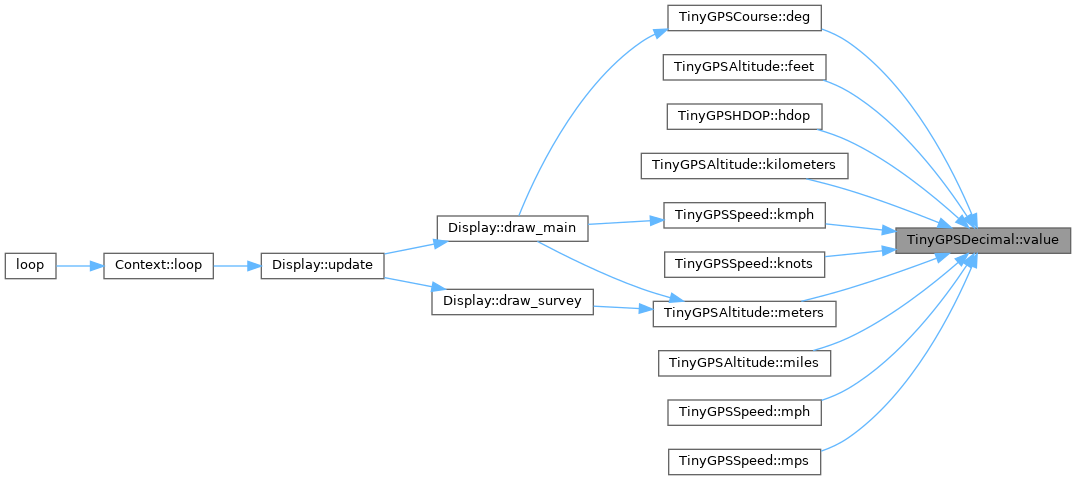 TinyGPSCourse::deg
TinyGPSAltitude::feet
TinyGPSHDOP::hdop
TinyGPSAltitude::kilometers
TinyGPSSpeed::kmph
Display::draw_main
TinyGPSDecimal::value
loop
Context::loop
Display::update
TinyGPSSpeed::knots
Display::draw_survey
TinyGPSAltitude::meters
TinyGPSAltitude::miles
TinyGPSSpeed::mph
TinyGPSSpeed::mps